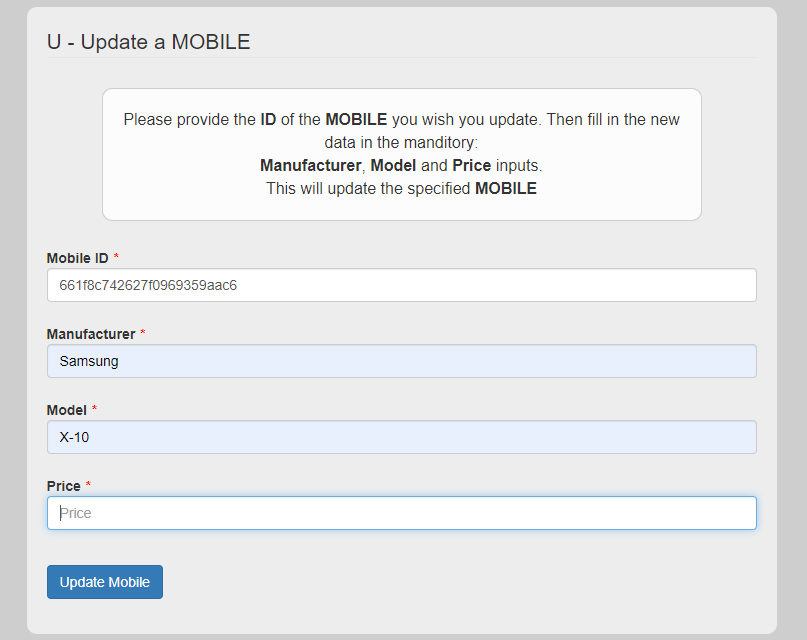 U - Update a MOBILE
Please provide the ID of the MOBILE you wish you update. Then fill in the new
data in the manditory:
Manufacturer, Model and Price inputs.
This will update the specified MOBILE
Mobile ID *
661f8c742627f0969359aac6
Manufacturer *
Samsung
Model *
X-10
Price *
Price
Update Mobile